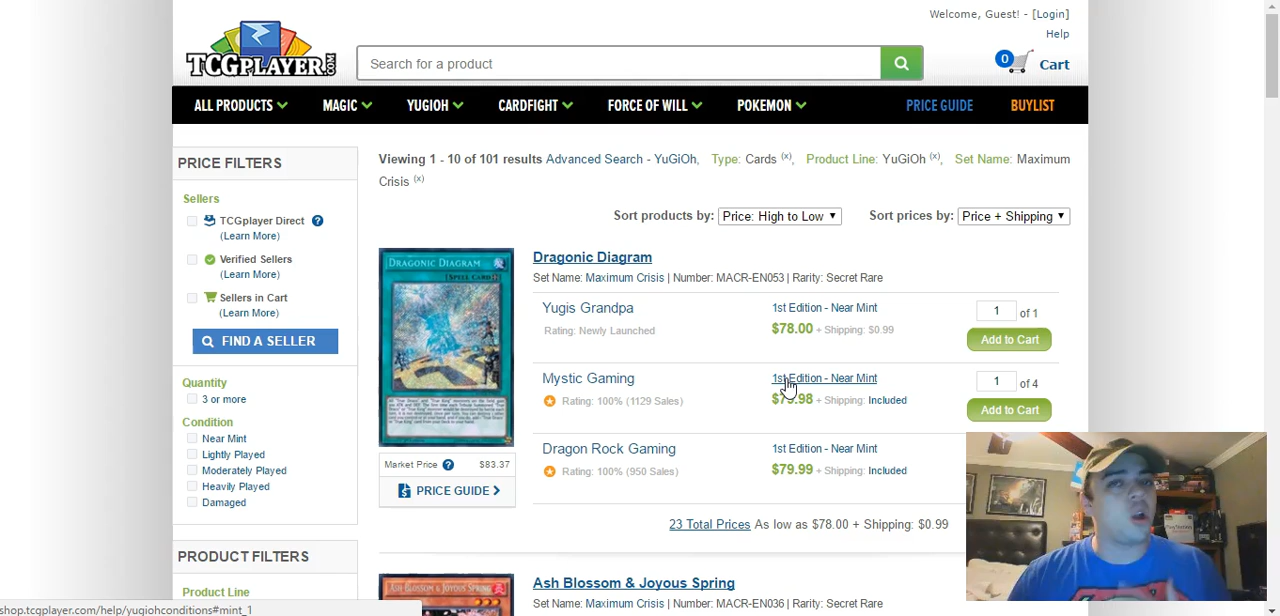 Welcome, Guest! - [Login]
Help
TCGPLAYER.COM
Search for a product
0 Cart
ALL PRODUCTS MAGIC YUGIOH CARDFIGHT FORCE OF WILL POKEMON PRICE GUIDE BUYLIST
PRICE FILTERS
Sellers
TCGplayer Direct ?
(Learn More)
Verified Sellers
(Learn More)
Sellers in Cart
(Learn More)
FIND A SELLER
Quantity
3 or more
Condition
Near Mint
Lightly Played
Moderately Played
Heavily Played
Damaged
PRODUCT FILTERS
Product Line
Viewing 1 - 10 of 101 results Advanced Search - YuGiOh, Type: Cards (x), Product Line: YuGiOh (x), Set Name: Maximum
Crisis (x)
Sort products by: Price: High to Low Sort prices by: Price + Shipping
DRAGONIC DIAGRAM
[SPELL CARD]
Market Price ? $83.37
PRICE GUIDE
Dragonic Diagram
Set Name: Maximum Crisis | Number: MACR-EN053 | Rarity: Secret Rare
Yugis Grandpa 1st Edition - Near Mint 1 of 1
Rating: Newly Launched $78.00 + Shipping: $0.99 Add to Cart
Mystic Gaming 1st Edition - Near Mint 1 of 4
Rating: 100% (1129 Sales) + Shipping: Included Add to Cart
Dragon Rock Gaming 1st Edition - Near Mint
Rating: 100% (950 Sales) $79.99 + Shipping: Included
23 Total Prices As low as $78.00 + Shipping: $0.99
ASH BLOSSOM & JOYOUS SPRING
Ash Blossom & Joyous Spring
Set Name: Maximum Crisis | Number: MACR-EN036 | Rarity: Secret Rare
shop.tcgplayer.com/help/yugiohconditions#mint_1